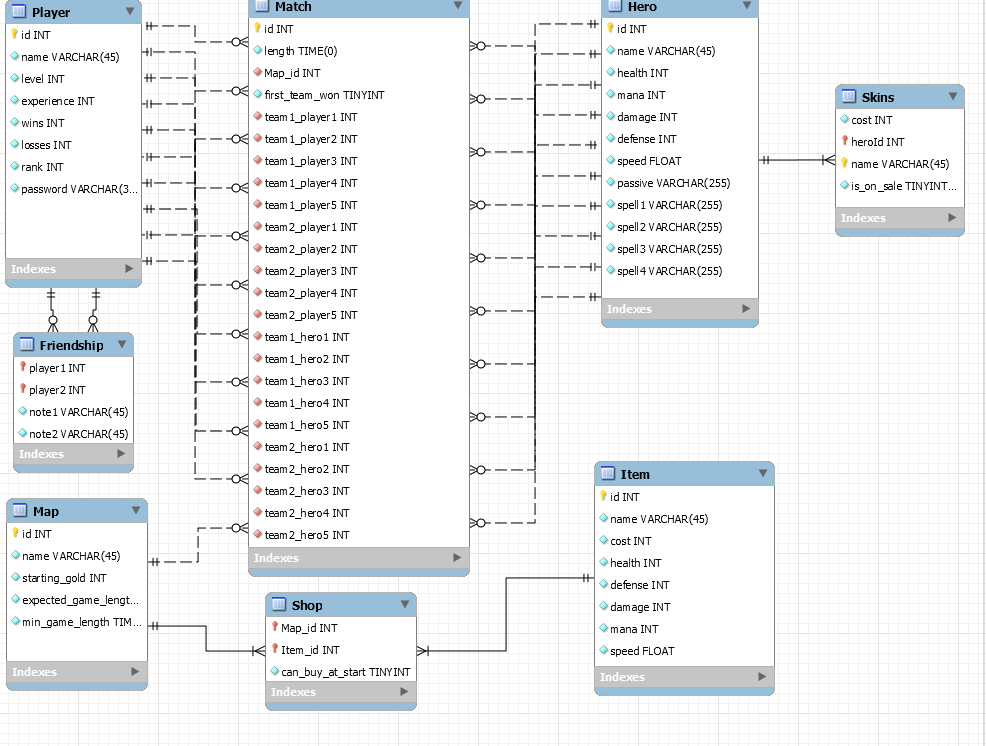 Player
id INT
name VARCHAR(45)
level INT
experience INT
wins INT
losses INT
rank INT
password VARCHAR(3...
Indexes
Friendship
player1 INT
player2 INT
note1 VARCHAR(45)
note2 VARCHAR(45)
Indexes
Map
id INT
name VARCHAR(45)
starting_gold INT
expected_game_lengt...
min_game_length TIM...
Indexes
Match
id INT
length TIME(0)
Map_id INT
first_team_won TINYINT
team1_player1 INT
team1_player2 INT
team1_player3 INT
team1_player4 INT
team1_player5 INT
team2_player1 INT
team2_player2 INT
team2_player3 INT
team2_player4 INT
team2_player5 INT
team1_hero1 INT
team1_hero2 INT
team1_hero3 INT
team1_hero4 INT
team1_hero5 INT
team2_hero1 INT
team2_hero2 INT
team2_hero3 INT
team2_hero4 INT
team2_hero5 INT
Indexes
Shop
Map_id INT
Item_id INT
can_buy_at_start TINYINT
Indexes
Hero
id INT
name VARCHAR(45)
health INT
mana INT
damage INT
defense INT
speed FLOAT
passive VARCHAR(255)
spell1 VARCHAR(255)
spell2 VARCHAR(255)
spell3 VARCHAR(255)
spell4 VARCHAR(255)
Indexes
Item
id INT
name VARCHAR(45)
cost INT
health INT
defense INT
damage INT
mana INT
speed FLOAT
Indexes
Skins
cost INT
heroId INT
name VARCHAR(45)
is_on_sale TINYINT...
Indexes